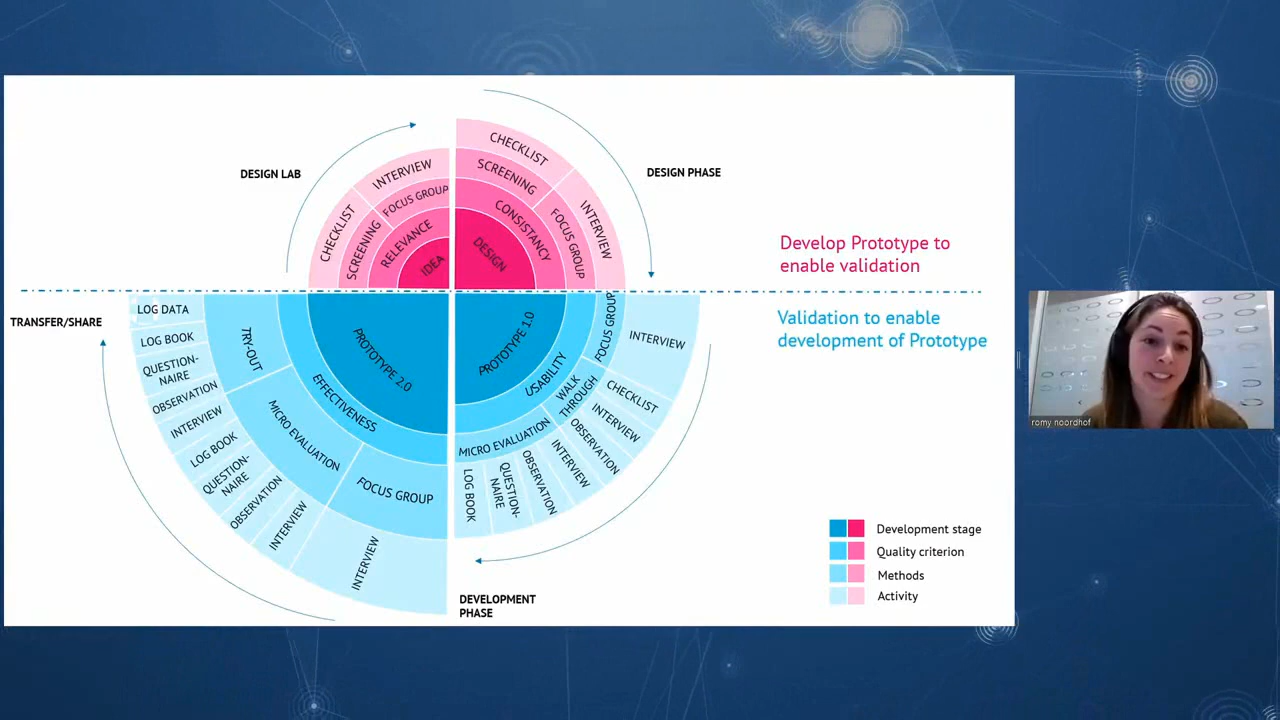 DESIGN LAB
CHECKLIST
INTERVIEW
SCREENING
FOCUS GROUP
RELEVANCE
IDEA
DESIGN PHASE
CHECKLIST
INTERVIEW
SCREENING
FOCUS GROUP
CONSISTANCY
DESIGN
Develop Prototype to
enable validation
Validation to enable
development of Prototype
PROTOTYPE 1.0
USABILITY
FOCUS GROUP
WALK
THROUGH
MICRO EVALUATION
INTERVIEW
CHECKLIST
INTERVIEW
OBSERVATION
INTERVIEW
OBSERVATION
QUESTION-
NAIRE
LOG BOOK
DEVELOPMENT
PHASE
PROTOTYPE 2.0
EFFECTIVENESS
FOCUS GROUP
MICRO EVALUATION
TRY-OUT
INTERVIEW
INTERVIEW
OBSERVATION
QUESTION-
NAIRE
LOG BOOK
INTERVIEW
OBSERVATION
QUESTION-
NAIRE
LOG BOOK
LOG DATA
TRANSFER/SHARE
Development stage
Quality criterion
Methods
Activity
romy noordhof